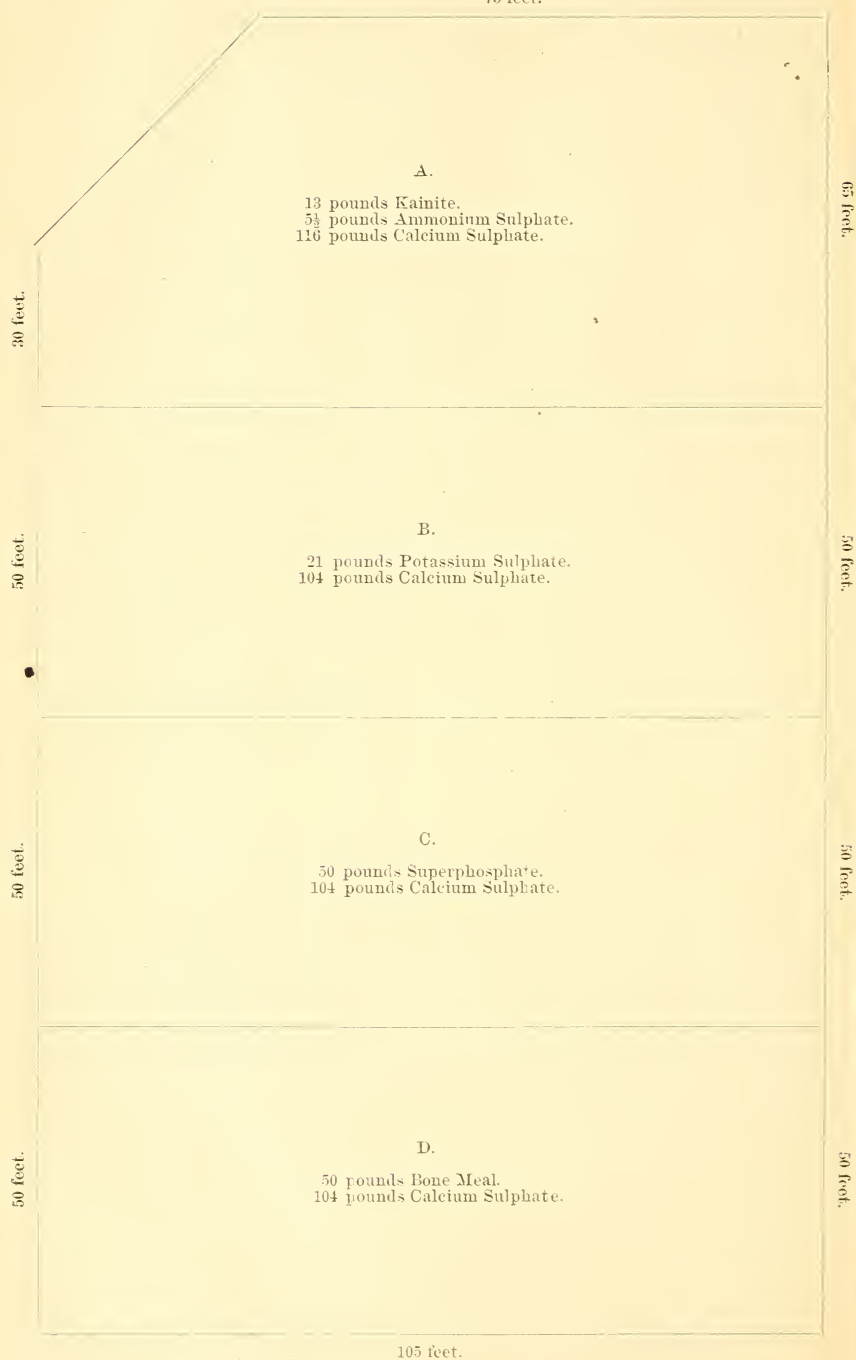 feet.
A.
13 pounds Kainite.
5½ pounds Ammonium Sulphate.
116 pounds Calcium Sulphate.
30 feet.
65 feet.
B.
21 pounds Potassium Sulphate.
104 pounds Calcium Sulphate.
50 feet.
50 feet.
C.
50 pounds Superphosphate.
104 pounds Calcium Sulphate.
50 feet.
50 feet.
D.
50 pounds Bone Meal.
104 pounds Calcium Sulphate.
50 feet.
50 feet.
105 feet.